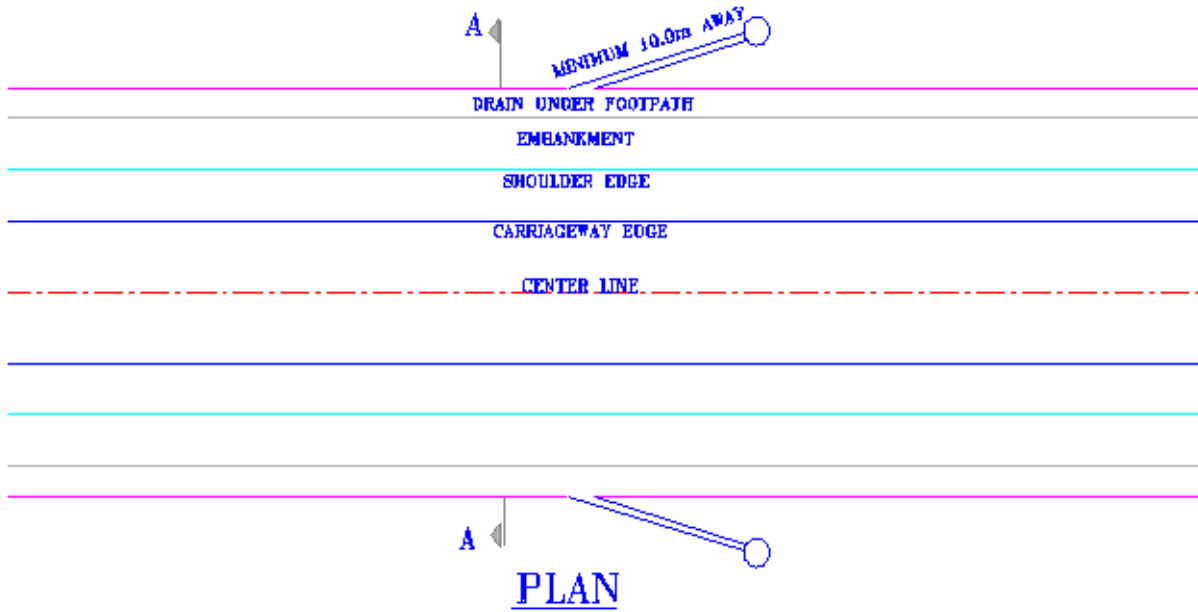 A
MINIMUM 10.0m AWAY
DRAIN UNDER FOOTPATH
EMBANKMENT
SHOULDER EDGE
CARRIAGEWAY EDGE
CENTER LINE
A
PLAN